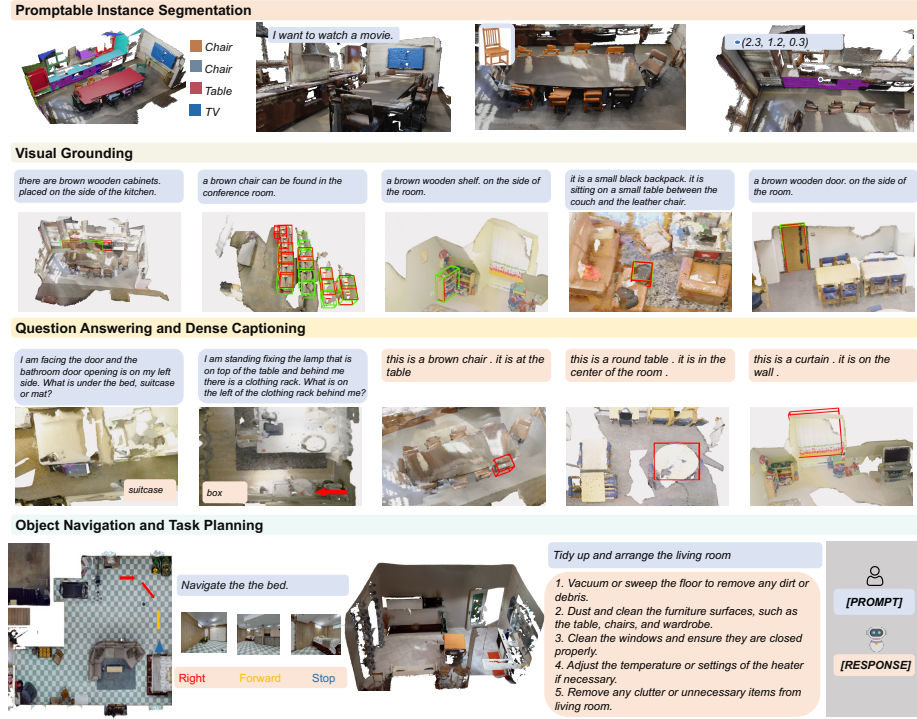 Promptable Instance Segmentation
Chair
Chair
Table
TV
I want to watch a movie.
(2.3, 1.2, 0.3)
Visual Grounding
there are brown wooden cabinets.
placed on the side of the kitchen.
a brown chair can be found in the
conference room.
a brown wooden shelf. on the side of
the room.
it is a small black backpack. it is
sitting on a small table between the
couch and the leather chair.
a brown wooden door. on the side of
the room.
Question Answering and Dense Captioning
I am facing the door and the
bathroom door opening is on my left
side. What is under the bed, suitcase
or mat?
I am standing fixing the lamp that is
on top of the table and behind me
there is a clothing rack. What is on
the left of the clothing rack behind me?
this is a brown chair . it is at the
table
this is a round table . it is in the
center of the room .
this is a curtain . it is on the
wall .
suitcase
box
Object Navigation and Task Planning
Navigate the the bed.
Right Forward Stop
Tidy up and arrange the living room
1. Vacuum or sweep the floor to remove any dirt or
debris.
2. Dust and clean the furniture surfaces, such as
the table, chairs, and wardrobe.
3. Clean the windows and ensure they are closed
properly.
4. Adjust the temperature or settings of the heater
if necessary.
5. Remove any clutter or unnecessary items from
living room.
[PROMPT]
[RESPONSE]